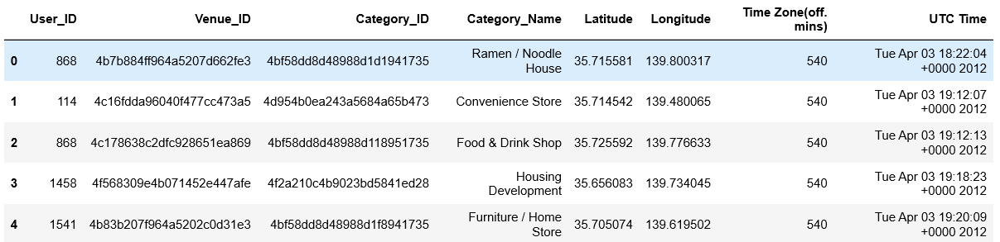 User_ID Venue_ID Category_ID Category_Name Latitude Longitude Time Zone(off. mins) UTC Time
0 868 4b7b884ff964a5207d662fe3 4bf58dd8d48988d1d1941735 Ramen / Noodle House 35.715581 139.800317 540 Tue Apr 03 18:22:04 +0000 2012
1 114 4c16fdda96040f477cc473a5 4d954b0ea243a5684a65b473 Convenience Store 35.714542 139.480065 540 Tue Apr 03 19:12:07 +0000 2012
2 868 4c178638c2dfc928651ea869 4bf58dd8d48988d118951735 Food & Drink Shop 35.725592 139.776633 540 Tue Apr 03 19:12:13 +0000 2012
3 1458 4f568309e4b071452e447afe 4f2a210c4b9023bd5841ed28 Housing Development 35.656083 139.734045 540 Tue Apr 03 19:18:23 +0000 2012
4 1541 4b83b207f964a5202c0d31e3 4bf58dd8d48988d1f8941735 Furniture / Home Store 35.705074 139.619502 540 Tue Apr 03 19:20:09 +0000 2012